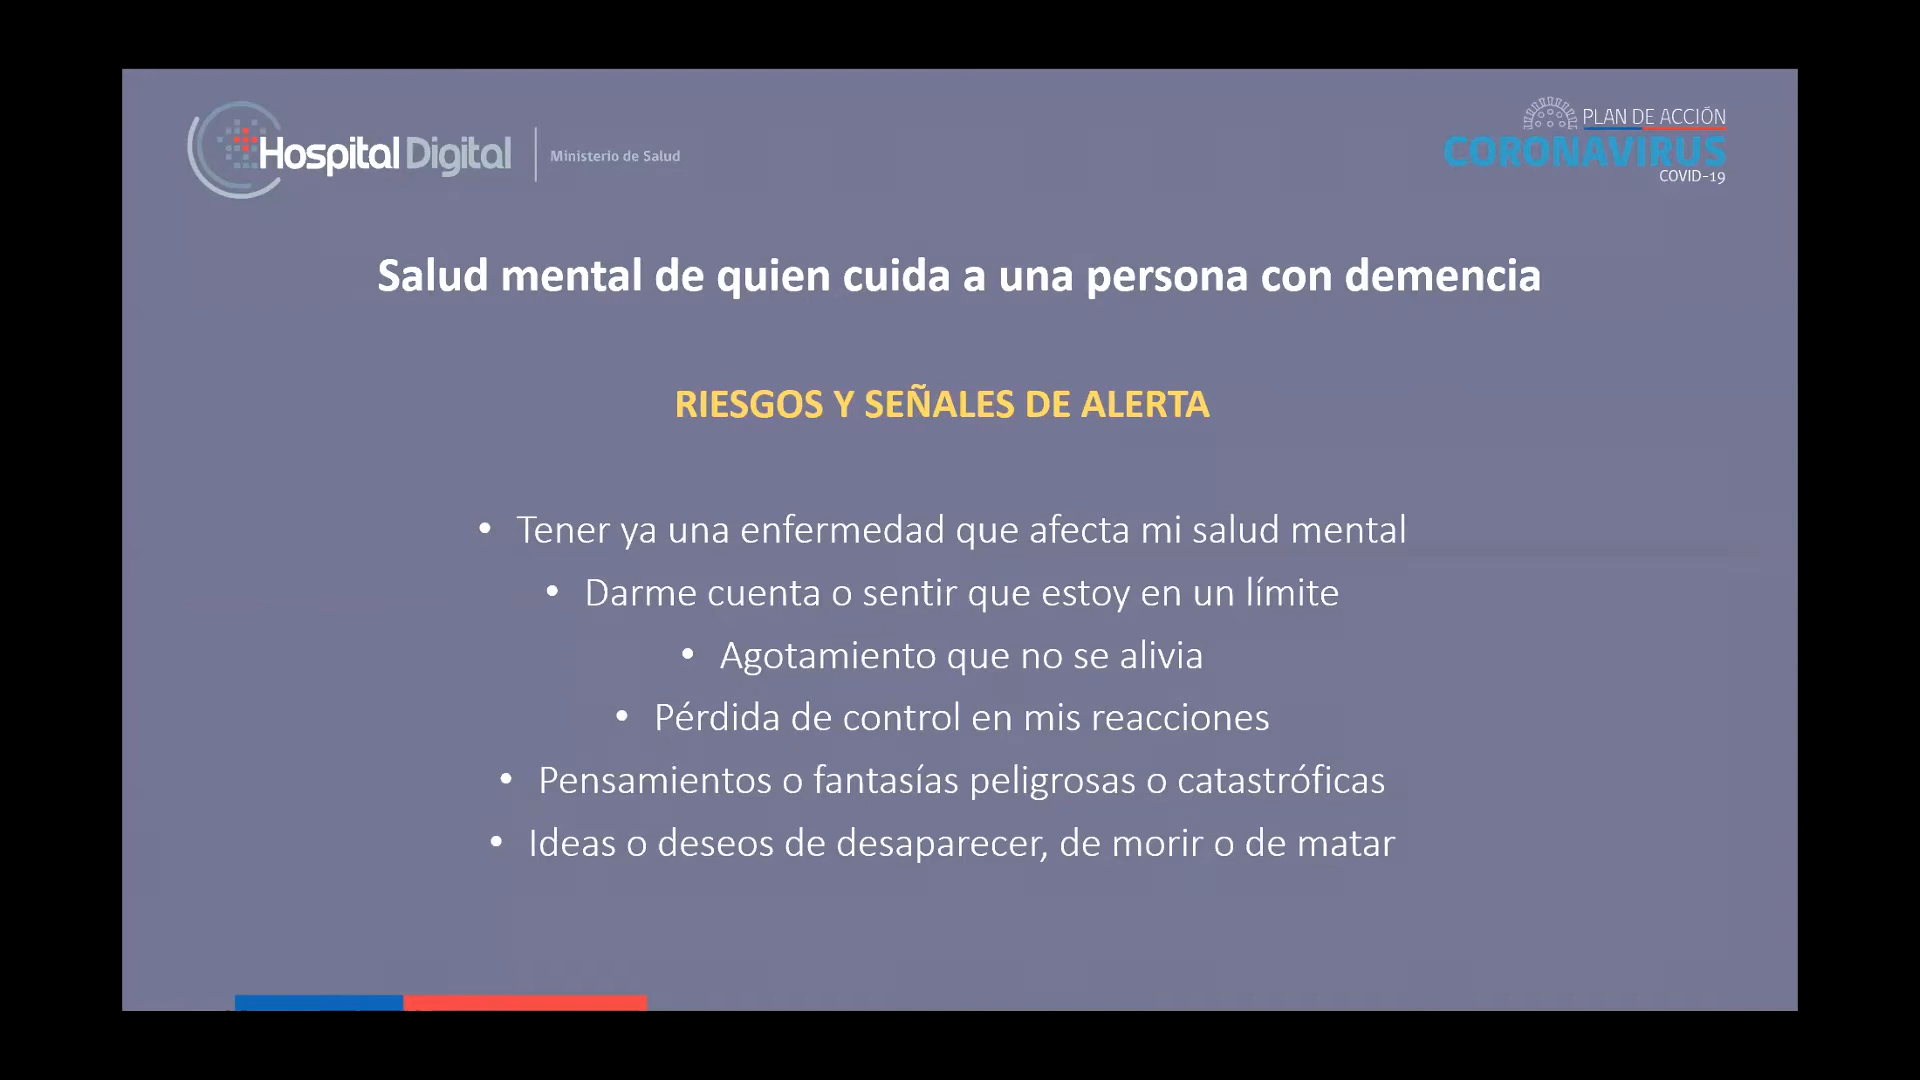 Hospital Digital
Ministerio de Salud
PLAN DE ACCIÓN
CORONAVIRUS
COVID-19
Salud mental de quien cuida a una persona con demencia
RIESGOS Y SEÑALES DE ALERTA
• Tener ya una enfermedad que afecta mi salud mental
• Darme cuenta o sentir que estoy en un límite
• Agotamiento que no se alivia
• Pérdida de control en mis reacciones
• Pensamientos o fantasías peligrosas o catastróficas
• Ideas o deseos de desaparecer, de morir o de matar